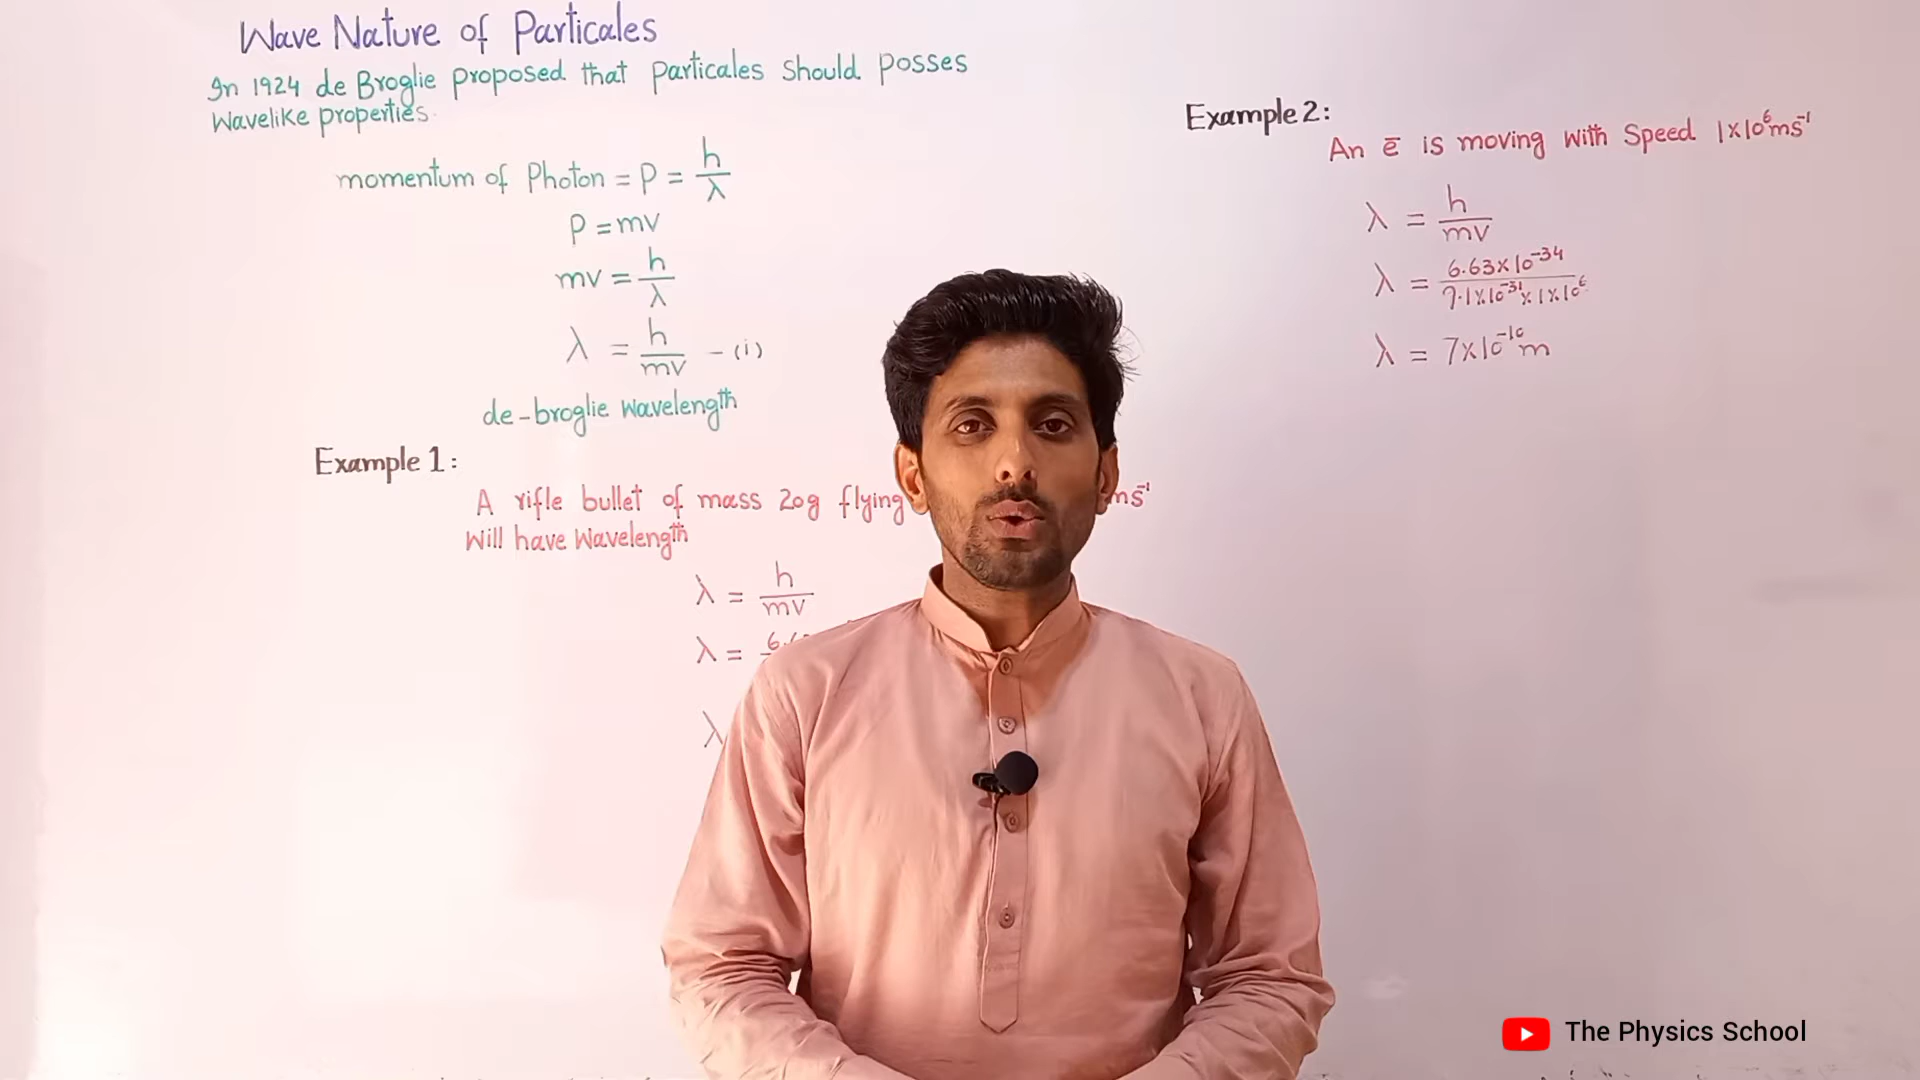 Wave Nature of Particales
In 1924 de Broglie proposed that particales should posses
Wavelike properties.
momentum of Photon = P = h/λ
P = mv
mv = h/λ
λ = h/mv – (i)
de-broglie wavelength
Example 1:
A rifle bullet of mass 20g flying ms⁻¹
Will have Wavelength
λ = h/mv
λ =
λ
Example 2:
An e̅ is moving with Speed 1×10⁶ms⁻¹
λ = h/mv
λ = 6.63×10⁻³⁴/9.1×10⁻³¹×1×10⁶
λ = 7×10⁻¹⁰m
The Physics School